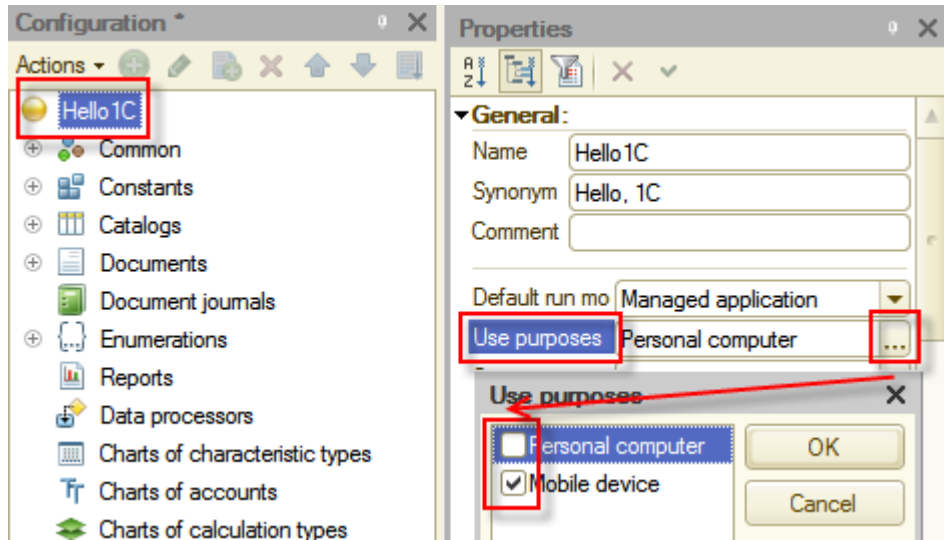 Configuration *
Actions
Hello1C
Common
Constants
Catalogs
Documents
Document journals
Enumerations
Reports
Data processors
Charts of characteristic types
Charts of accounts
Charts of calculation types
Properties
General:
Name Hello1C
Synonym Hello, 1C
Comment
Default run mo Managed application
Use purposes Personal computer ...
Use purposes
Personal computer OK
Mobile device
Cancel